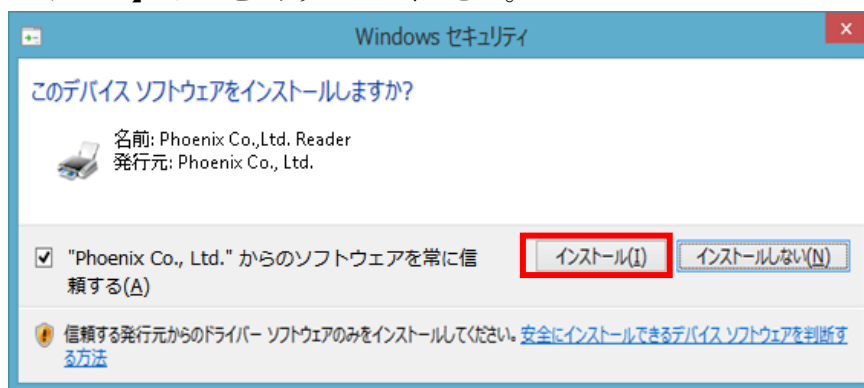 Windows セキュリティ
このデバイス ソフトウェアをインストールしますか?
名前: Phoenix Co.,Ltd. Reader
発行元: Phoenix Co., Ltd.
"Phoenix Co., Ltd." からのソフトウェアを常に信
頼する(A)
インストール(I)
インストールしない(N)
信頼する発行元からのドライバー ソフトウェアのみをインストールしてください。安全にインストールできるデバイス ソフトウェアを判断す
る方法